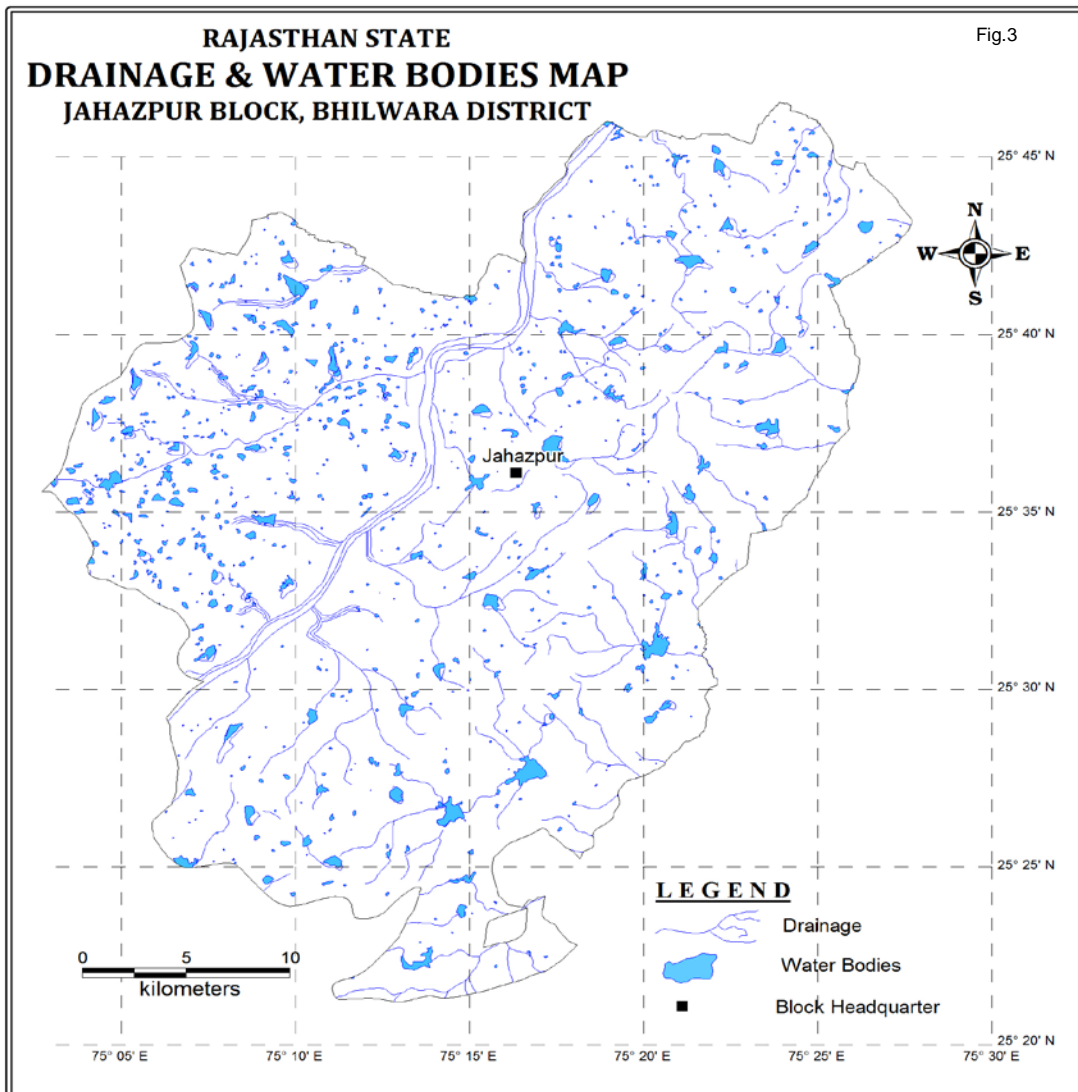 Fig.3
RAJASTHAN STATE
DRAINAGE & WATER BODIES MAP
JAHAZPUR BLOCK, BHILWARA DISTRICT
25° 45' N
N
W E
S
25° 40' N
Jahazpur
25° 35' N
25° 30' N
25° 25' N
LEGEND
Drainage
Water Bodies
Block Headquarter
0 5 10
kilometers
25° 20' N
75° 05' E 75° 10' E 75° 15' E 75° 20' E 75° 25' E 75° 30' E